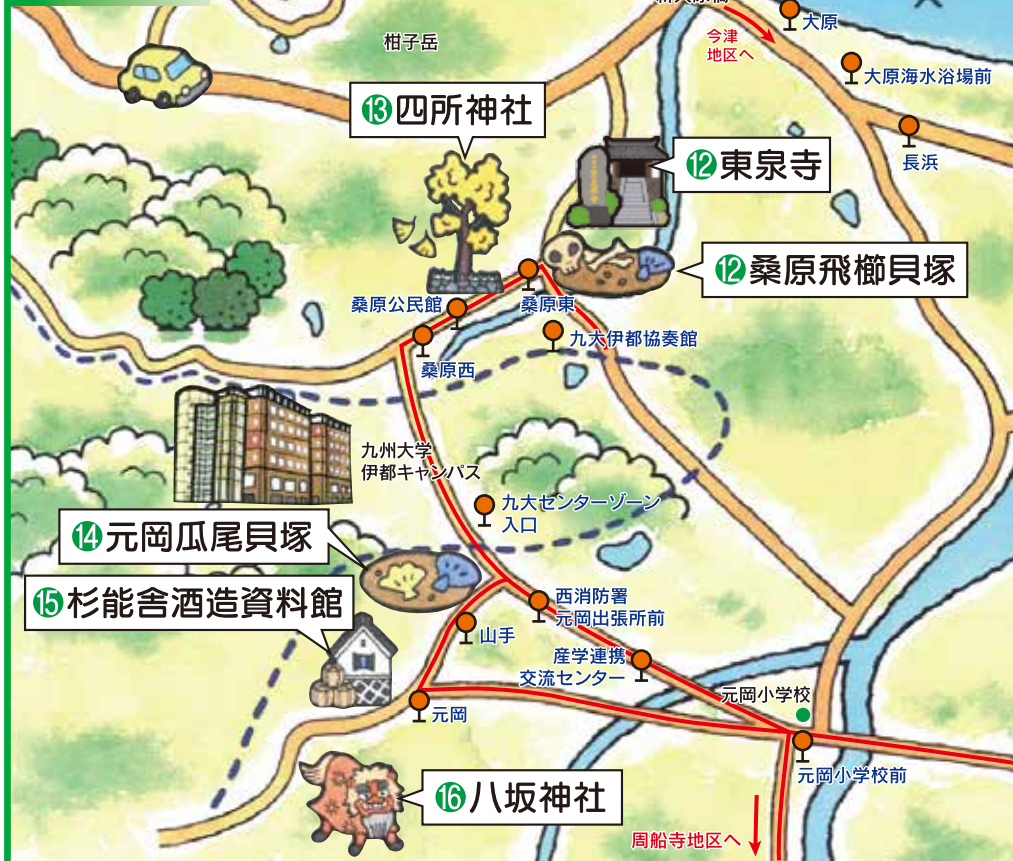 大原
今津
地区へ
柑子岳
大原海水浴場前
⑬四所神社
長浜
⑫東泉寺
⑫桑原飛櫛貝塚
桑原公民館
桑原東
九大伊都協奏館
桑原西
九州大学
伊都キャンパス
九大センターゾーン
入口
⑭元岡瓜尾貝塚
⑮杉能舎酒造資料館
西消防署
元岡出張所前
山手
産学連携
交流センター
元岡小学校
元岡
元岡小学校前
⑯八坂神社
周船寺地区へ